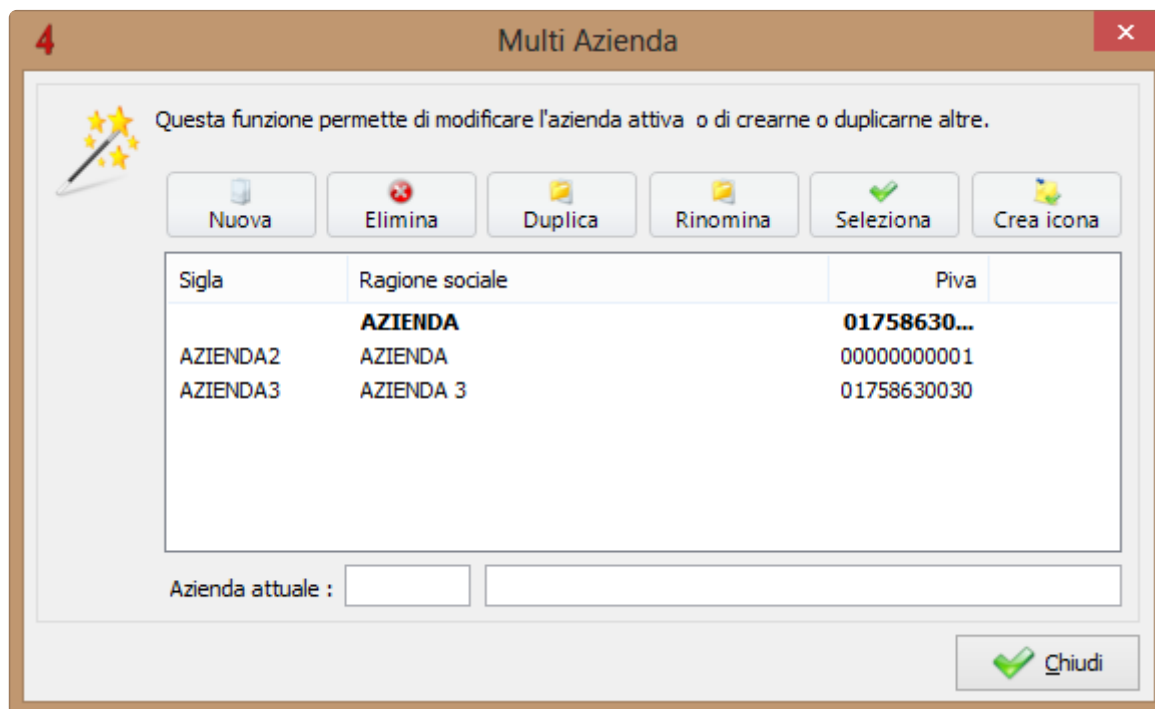 4 Multi Azienda
Questa funzione permette di modificare l'azienda attiva o di crearne o duplicarne altre.
Nuova Elimina Duplica Rinomina Seleziona Crea icona
Sigla Ragione sociale Piva
AZIENDA 01758630...
AZIENDA2 AZIENDA 00000000001
AZIENDA3 AZIENDA 3 01758630030
Azienda attuale :
Chiudi